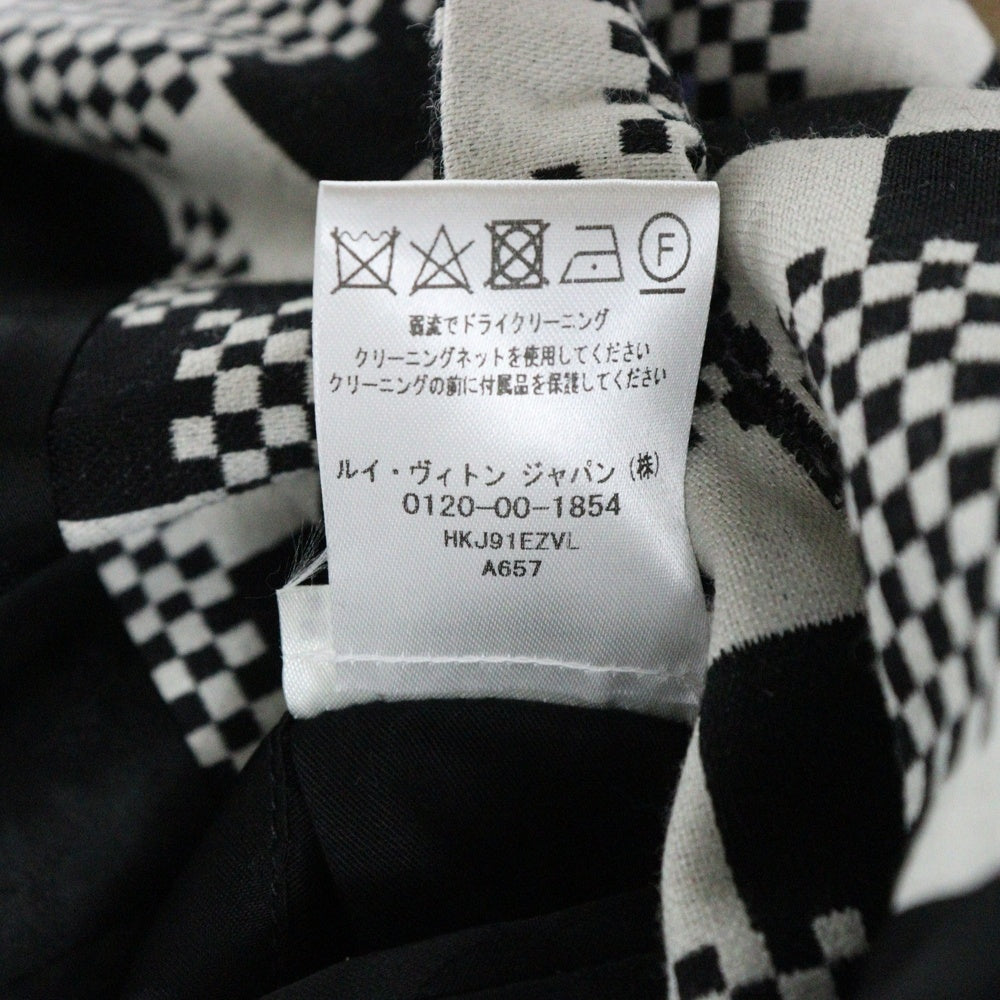 F
弱流でドライクリーニング
クリーニングネットを使用してください
クリーニングの前に付属品を保護してください
ルイ・ヴィトン ジャパン (株)
0120-00-1854
HKJ91EZVL
A657